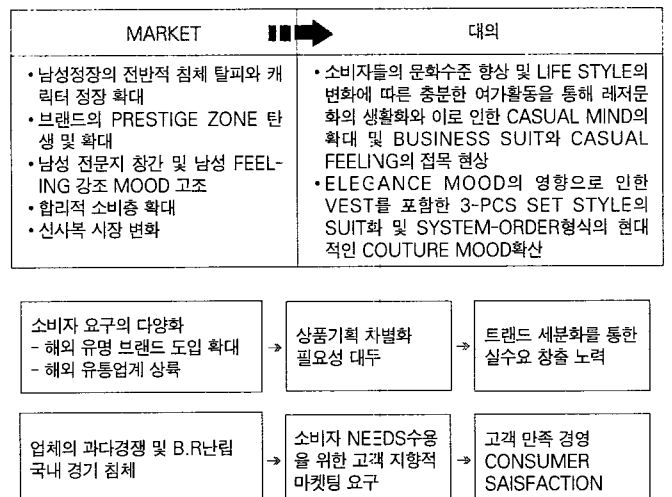 MARKET
대의
• 남성정장의 전반적 침체 탈피와 캐
릭터 정장 확대
• 브랜드의 PRESTIGE ZONE 탄
생 및 확대
• 남성 전문지 창간 및 남성 FEEL-
ING 강조 MOOD 고조
• 합리적 소비층 확대
• 신사복 시장 변화
• 소비자들의 문화수준 향상 및 LIFE STYLE의
변화에 따른 충분한 여가활동을 통해 레저문
화의 생활화와 이로 인한 CASUAL MIND의
확대 및 BUSINESS SUIT와 CASUAL
FEELING의 접목 현상
• ELEGANCE MOOD의 영향으로 인한
VEST를 포함한 3-PCS SET STYLE의
SUIT화 및 SYSTEM-ORDER형식의 현대
적인 COUTURE MOOD확산
소비자 요구의 다양화
- 해외 유명 브랜드 도입 확대
- 해외 유통업계 상륙
상품기획 차별화
필요성 대두
트랜드 세분화를 통한
실수요 창출 노력
업체의 과다경쟁 및 B.R난립
국내 경기 침체
소비자 NEEDS수용
을 위한 고객 지향적
마켓팅 요구
고객 만족 경영
CONSUMER
SAISFACTION